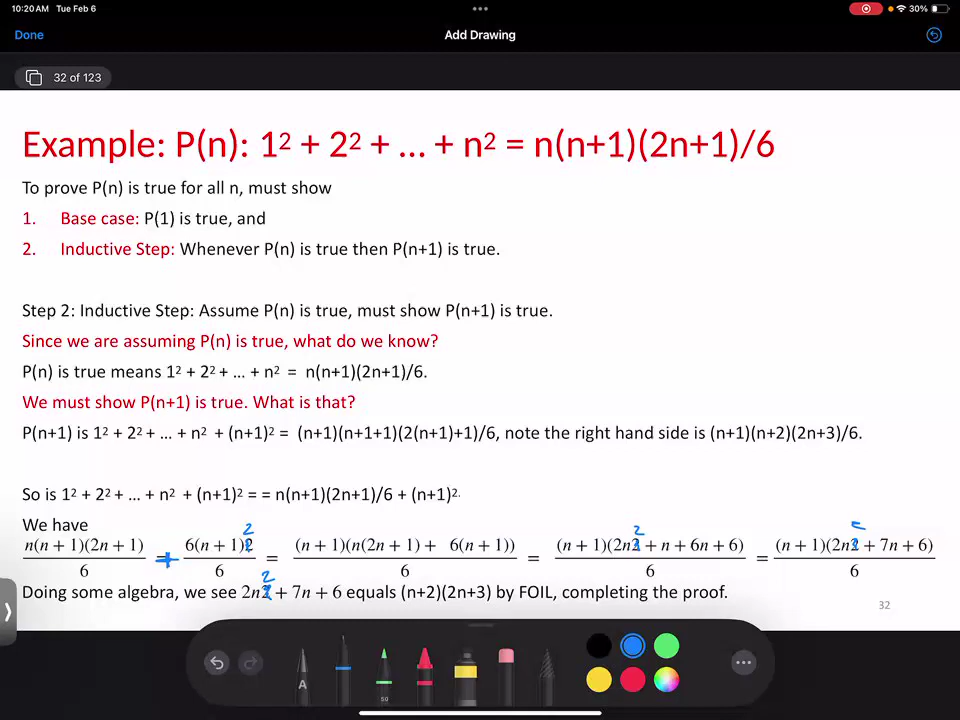 10:20 AM Tue Feb 6 30%
Done Add Drawing
32 of 123
Example: P(n): 1² + 2² + ... + n² = n(n+1)(2n+1)/6
To prove P(n) is true for all n, must show
1. Base case: P(1) is true, and
2. Inductive Step: Whenever P(n) is true then P(n+1) is true.
Step 2: Inductive Step: Assume P(n) is true, must show P(n+1) is true.
Since we are assuming P(n) is true, what do we know?
P(n) is true means 1² + 2² + ... + n² = n(n+1)(2n+1)/6.
We must show P(n+1) is true. What is that?
P(n+1) is 1² + 2² + ... + n² + (n+1)² = (n+1)(n+1+1)(2(n+1)+1)/6, note the right hand side is (n+1)(n+2)(2n+3)/6.
So is 1² + 2² + ... + n² + (n+1)² = = n(n+1)(2n+1)/6 + (n+1)².
We have
n(n + 1)(2n + 1)/6 + 6(n + 1)²/6 = (n + 1)(n(2n + 1) + 6(n + 1))/6 = (n + 1)(2n² + n + 6n + 6)/6 = (n + 1)(2n² + 7n + 6)/6
Doing some algebra, we see 2n² + 7n + 6 equals (n+2)(2n+3) by FOIL, completing the proof.
32
A 50